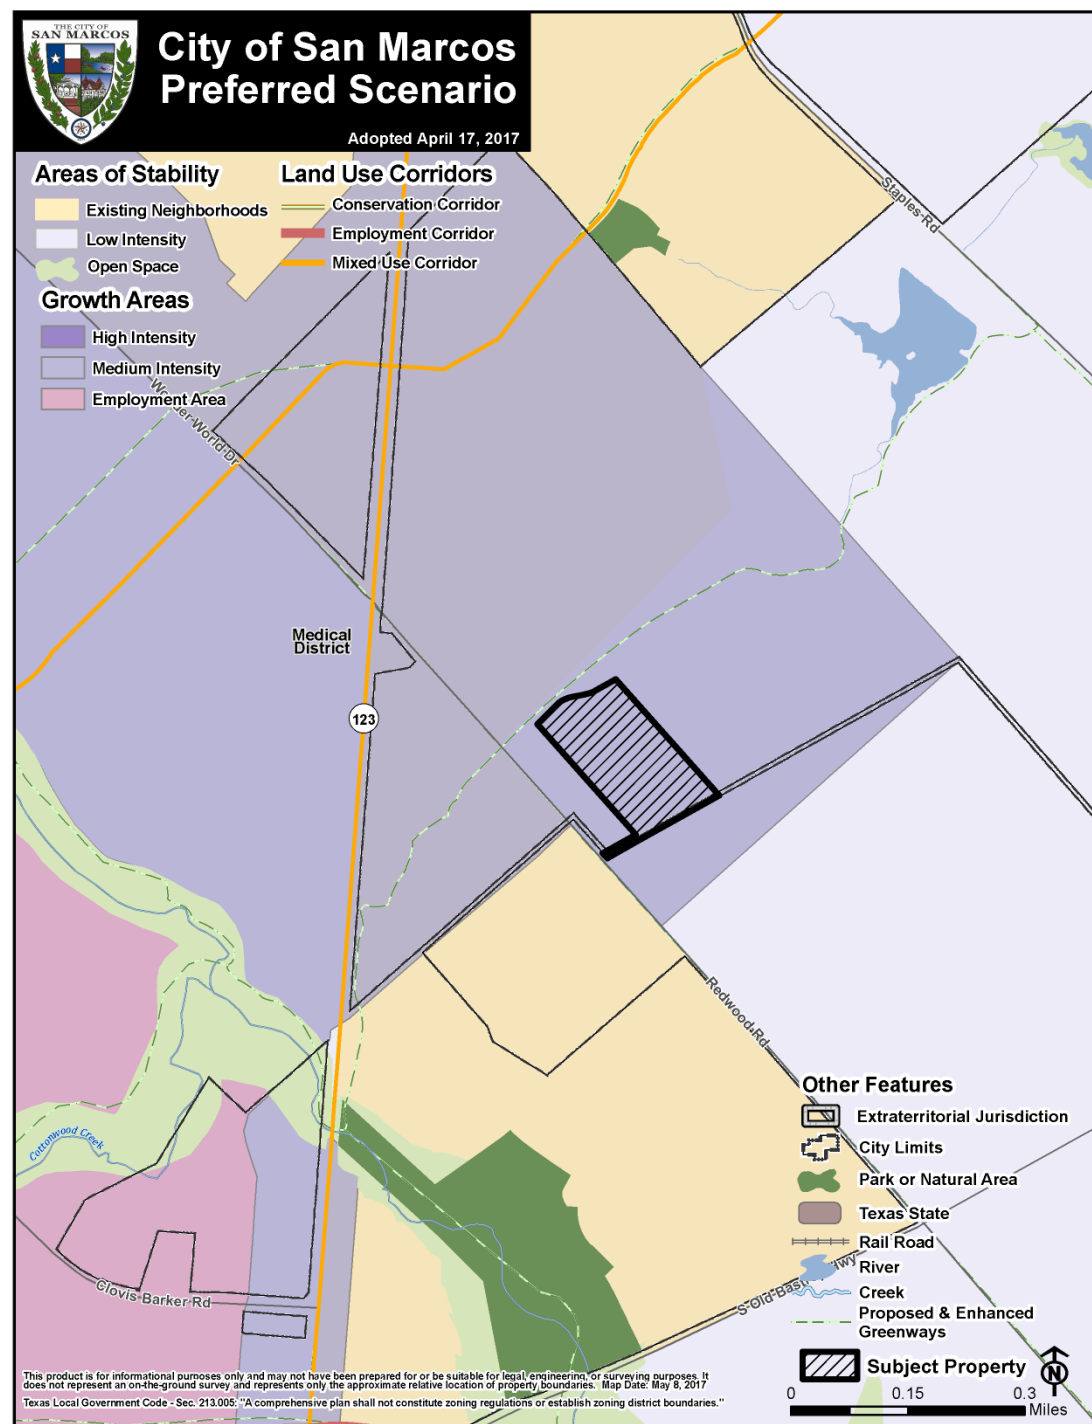 THE CITY OF
SAN MARCOS
City of San Marcos
Preferred Scenario
Adopted April 17, 2017
Areas of Stability
Existing Neighborhoods
Low Intensity
Open Space
Growth Areas
High Intensity
Medium Intensity
Employment Area
Land Use Corridors
Conservation Corridor
Employment Corridor
Mixed Use Corridor
Staples Rd
Wonder World Dr
Medical
District
123
Redwood Rd
Cottonwood Creek
Clovis Barker Rd
S Old Bastrop Hwy
Other Features
Extraterritorial Jurisdiction
City Limits
Park or Natural Area
Texas State
Rail Road
River
Creek
Proposed & Enhanced
Greenways
Subject Property
N
0 0.15 0.3
Miles
This product is for informational purposes only and may not have been prepared for or be suitable for legal, engineering, or surveying purposes. It
does not represent an on-the-ground survey and represents only the approximate relative location of property boundaries. Map Date: May 8, 2017
Texas Local Government Code - Sec. 213.005: "A comprehensive plan shall not constitute zoning regulations or establish zoning district boundaries."